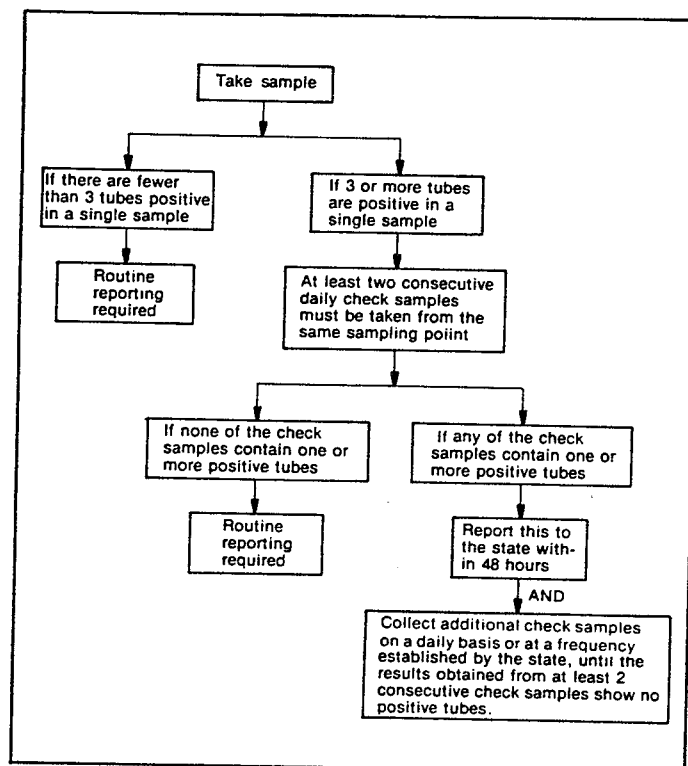 Take sample
If there are fewer
than 3 tubes positive
in a single sample
If 3 or more tubes
are positive in a
single sample
Routine
reporting
required
At least two consecutive
daily check samples
must be taken from the
same sampling poiint
If none of the check
samples contain one or
more positive tubes
If any of the check
samples contain one or
more positive tubes
Routine
reporting
required
Report this to
the state with-
in 48 hours
AND
Collect additional check samples
on a daily basis or at a frequency
established by the state, until the
results obtained from at least 2
consecutive check samples show no
positive tubes.